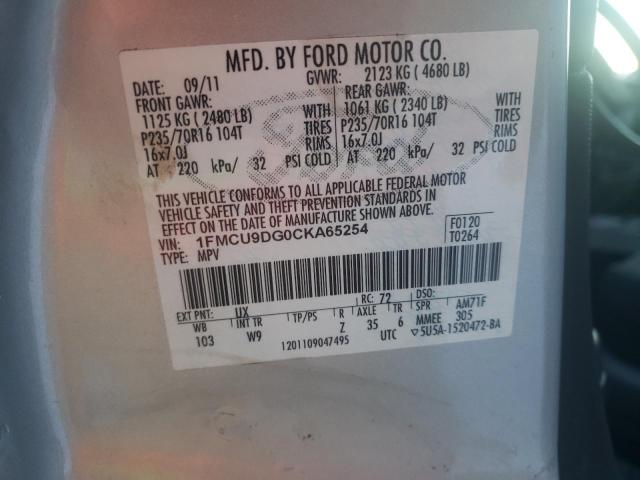 MFD. BY FORD MOTOR CO.
DATE: 09/11 GVWR: 2123 KG ( 4680 LB)
FRONT GAWR: REAR GAWR:
1125 KG ( 2480 LB) 1061 KG ( 2340 LB)
P235/70R16 104T TIRES P235/70R16 104T TIRES
16x7.0J RIMS 16x7.0J RIMS
AT 220 kPa/ 32 PSI COLD AT 220 kPa/ 32 PSI COLD
THIS VEHICLE CONFORMS TO ALL APPLICABLE FEDERAL MOTOR
VEHICLE SAFETY AND THEFT PREVENTION STANDARDS IN
EFFECT ON THE DATE OF MANUFACTURE SHOWN ABOVE.
VIN: 1FMCU9DG0CKA65254 F0120
TYPE: MPV T0264
EXT PNT: UX RC: 72 DSO:
WB INT TR TP/PS R AXLE TR SPR AM71F
103 W9 Z 35 6 MMEE 305
1201109047495 UTC ▽5U5A-1520472-BA